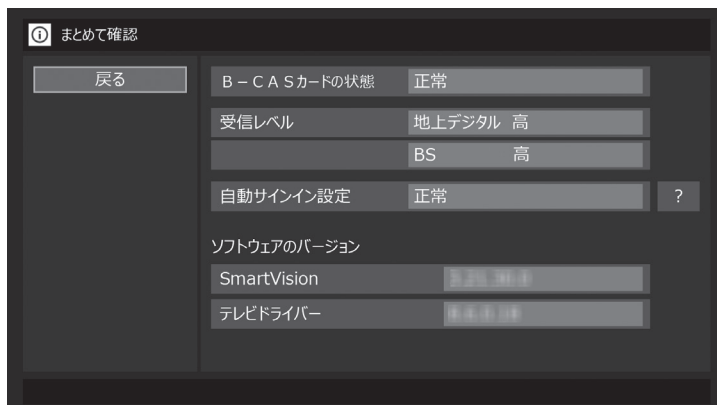 まとめて確認
戻る
B－CASカードの状態 正常
受信レベル 地上デジタル 高
BS 高
自動サインイン設定 正常 ?
ソフトウェアのバージョン
SmartVision
テレビドライバー